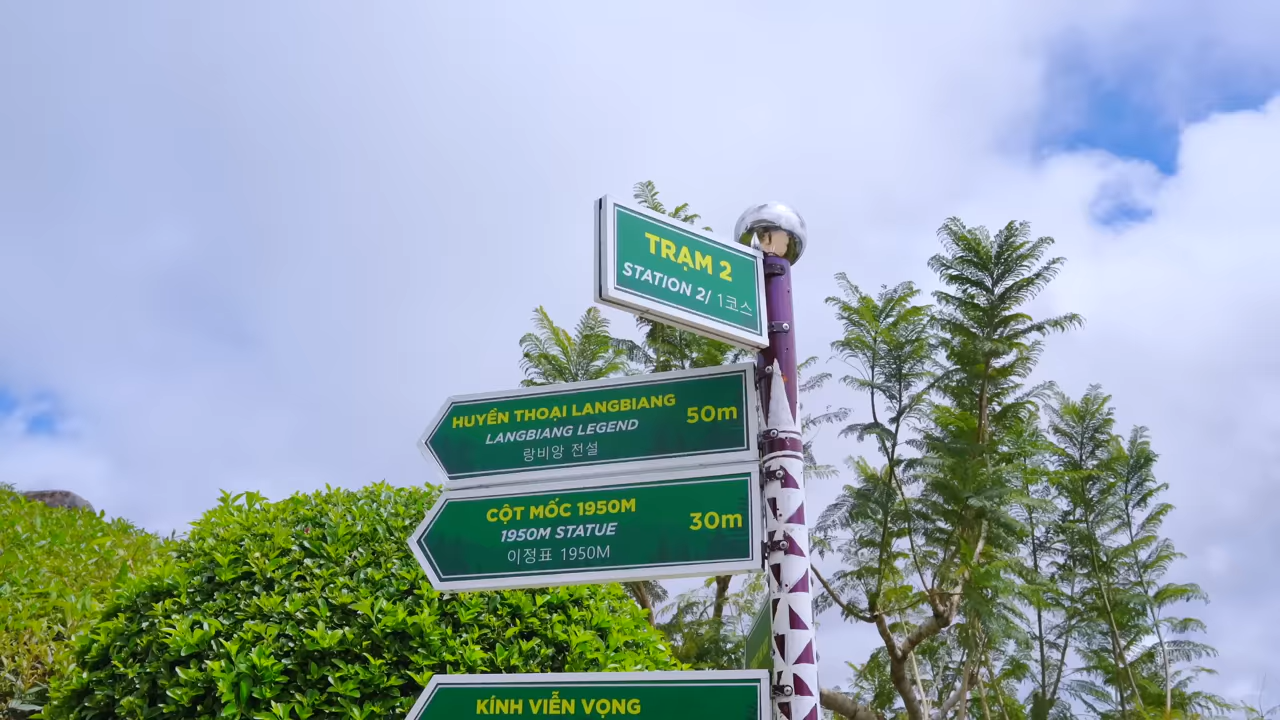 TRẠM 2
STATION 2/ 1코스
HUYỀN THOẠI LANGBIANG
50m
LANGBIANG LEGEND
랑비앙 전설
CỘT MỐC 1950M
30m
1950M STATUE
이정표 1950M
KÍNH VIỄN VỌNG